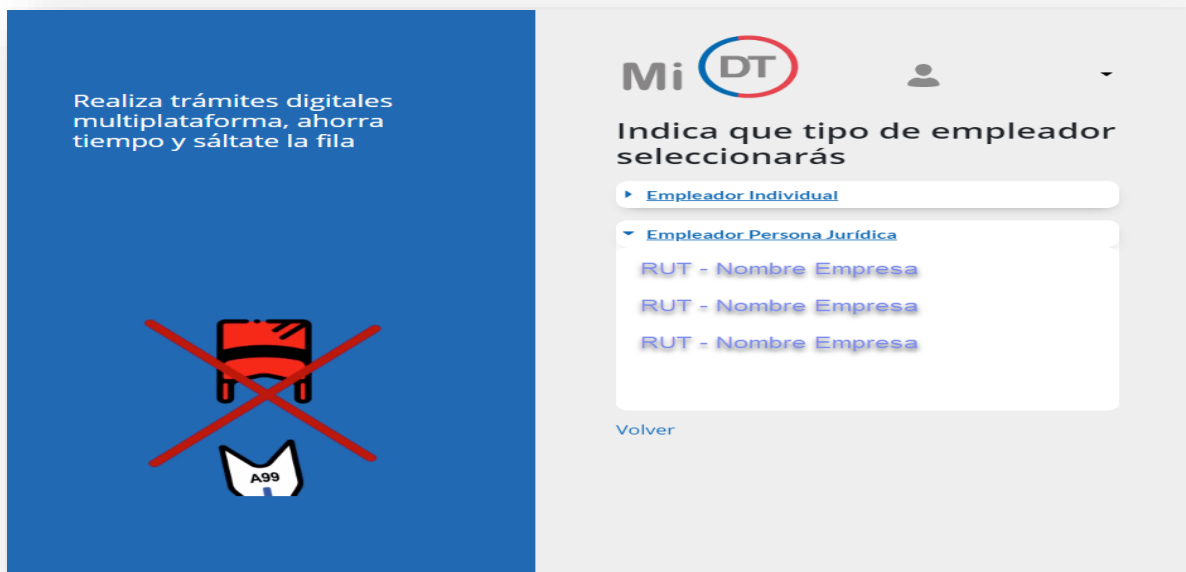 Realiza trámites digitales
multiplataforma, ahorra
tiempo y sáltate la fila
A99
Mi DT
Indica que tipo de empleador
seleccionarás
Empleador Individual
Empleador Persona Jurídica
RUT - Nombre Empresa
RUT - Nombre Empresa
RUT - Nombre Empresa
Volver